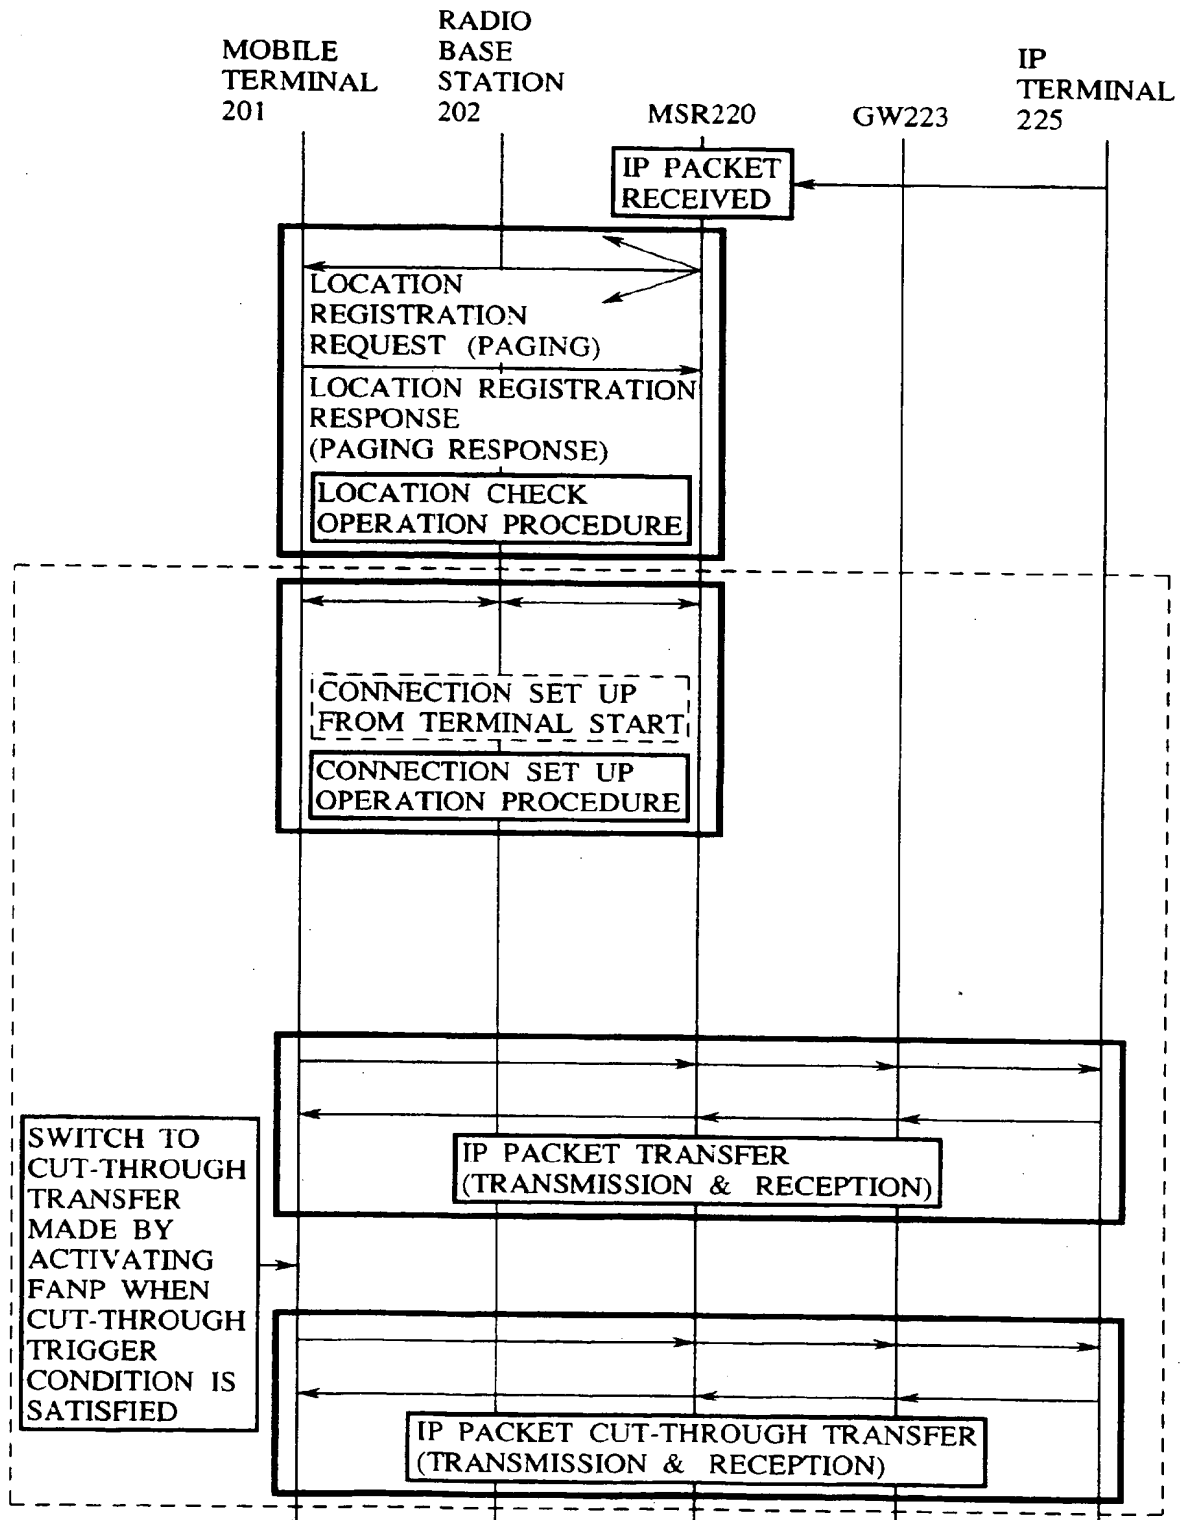 MOBILE
TERMINAL
201
RADIO
BASE
STATION
202
MSR220
GW223
IP
TERMINAL
225
IP PACKET
RECEIVED
LOCATION
REGISTRATION
REQUEST (PAGING)
LOCATION REGISTRATION
RESPONSE
(PAGING RESPONSE)
LOCATION CHECK
OPERATION PROCEDURE
CONNECTION SET UP
FROM TERMINAL START
CONNECTION SET UP
OPERATION PROCEDURE
IP PACKET TRANSFER
(TRANSMISSION & RECEPTION)
SWITCH TO
CUT-THROUGH
TRANSFER
MADE BY
ACTIVATING
FANP WHEN
CUT-THROUGH
TRIGGER
CONDITION IS
SATISFIED
IP PACKET CUT-THROUGH TRANSFER
(TRANSMISSION & RECEPTION)